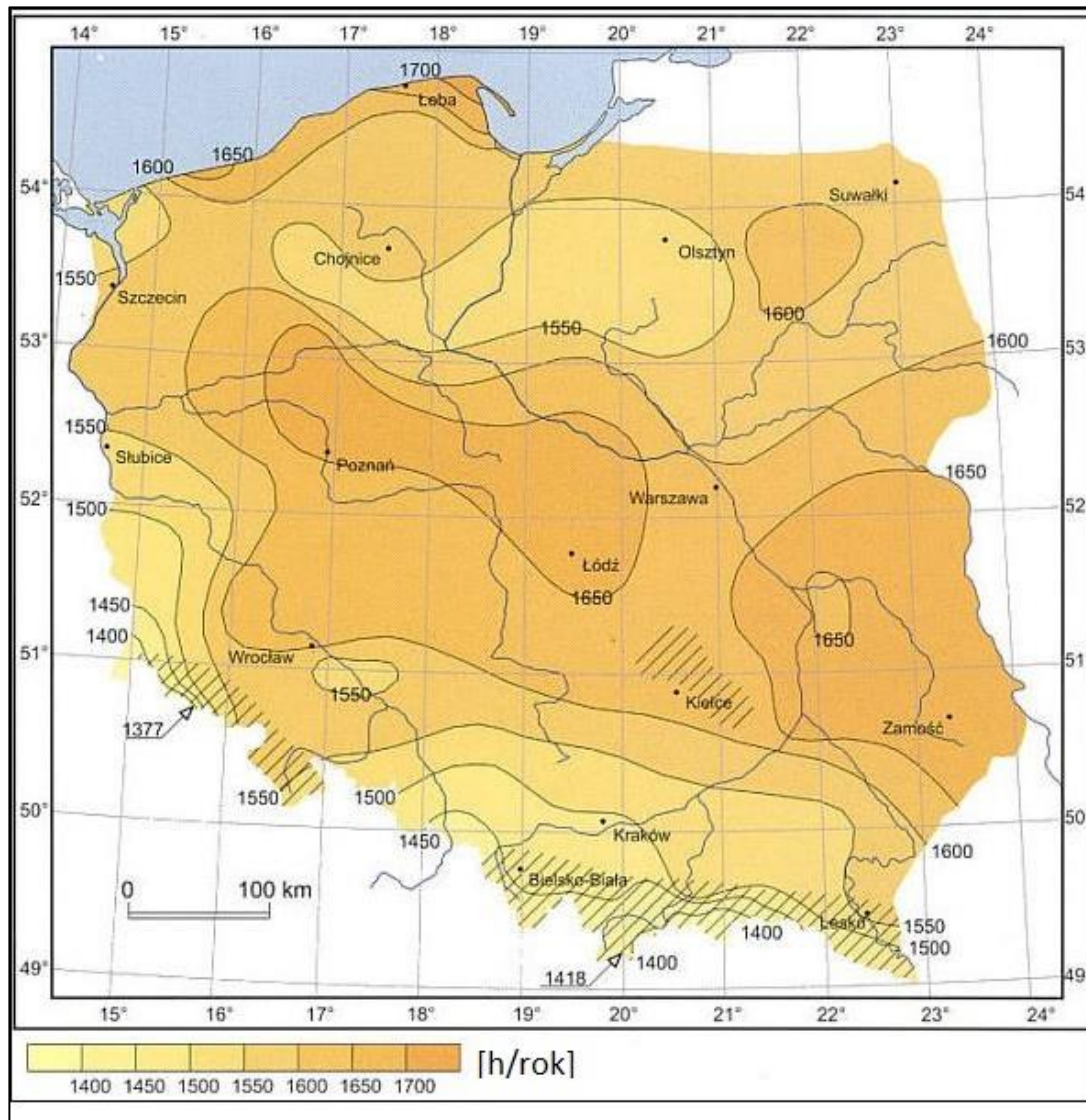 14° 15° 16° 17° 18° 19° 20° 21° 22° 23° 24°
1700
Łeba
1650
1600
54° 54°
Suwałki
Chojnice
Olsztyn
1550
Szczecin
1600
1550
53° 53°
1600
1550
Słubice
Poznań
1650
Warszawa
52° 52°
1500
Łódź
1650
1450
1400
1650
51° 51°
Wrocław
1550
Kielce
1377
Zamość
1550
1500
50° 50°
1450
Kraków
1600
Bielsko-Biała
0 100 km
Lesko
1550
1400
1500
49° 49°
1418
1400
15° 16° 17° 18° 19° 20° 21° 22° 23° 24°
[h/rok]
1400 1450 1500 1550 1600 1650 1700